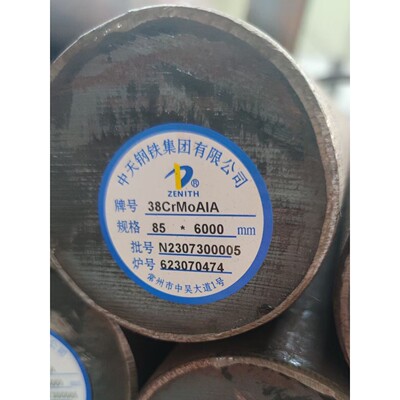 中天钢铁集团有限公司
®
ZENITH
牌号 38CrMoAlA
规格 85 * 6000 mm
批号 N2307300005
炉号 623070474
常州市中吴大道1号